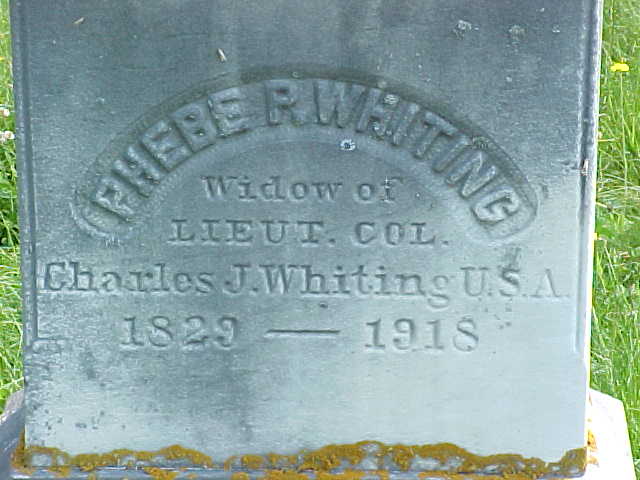 PHEBE P. WHITING
Widow of
LIEUT. COL.
Charles J. Whiting U.S.A.
1829 — 1918